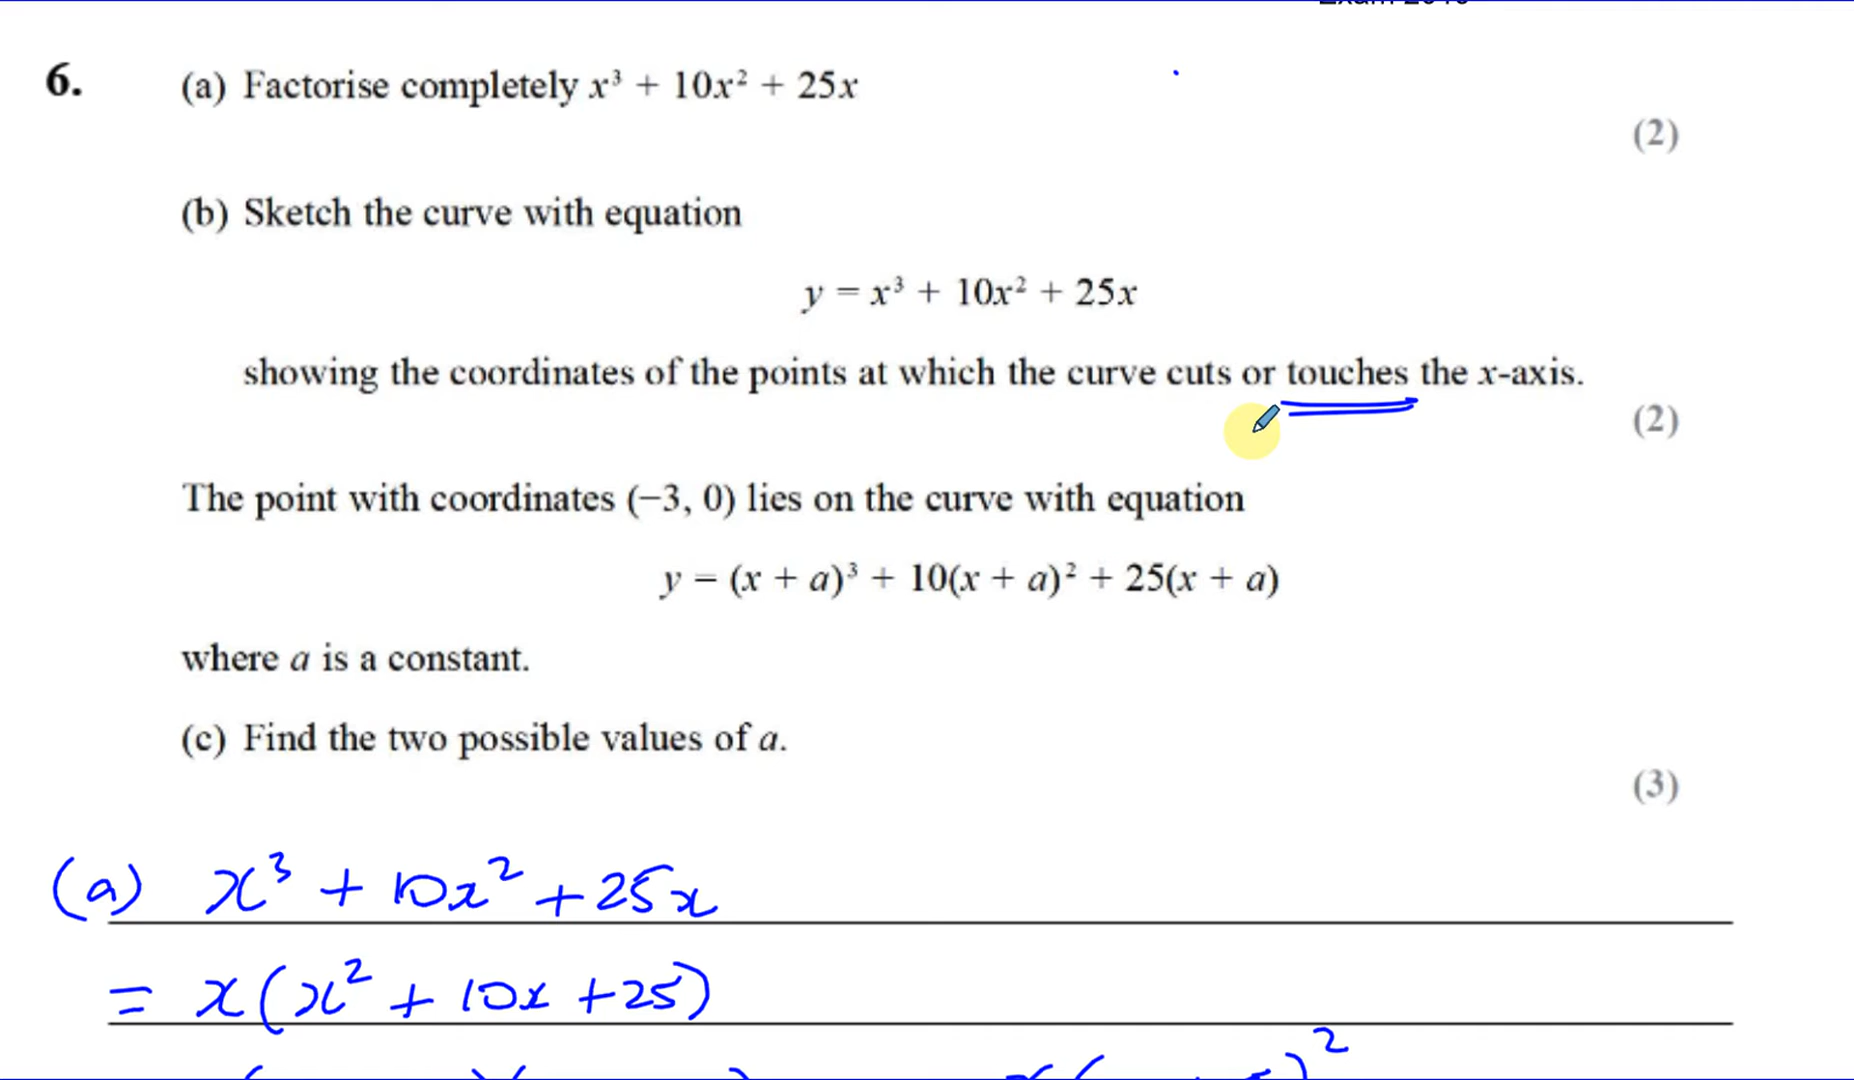 6. (a) Factorise completely x³ + 10x² + 25x
(2)
(b) Sketch the curve with equation
y = x³ + 10x² + 25x
showing the coordinates of the points at which the curve cuts or touches the x-axis.
(2)
The point with coordinates (−3, 0) lies on the curve with equation
y = (x + a)³ + 10(x + a)² + 25(x + a)
where a is a constant.
(c) Find the two possible values of a.
(3)
(a) x³ + 10x² + 25x
= x(x² + 10x + 25)